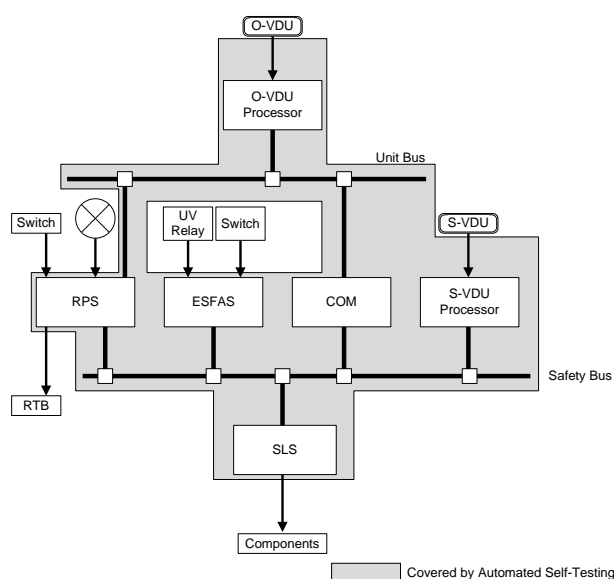 O-VDU
O-VDU
Processor
Unit Bus
Switch
UV
Relay
Switch
S-VDU
RPS
ESFAS
COM
S-VDU
Processor
Safety Bus
RTB
SLS
Components
Covered by Automated Self-Testing